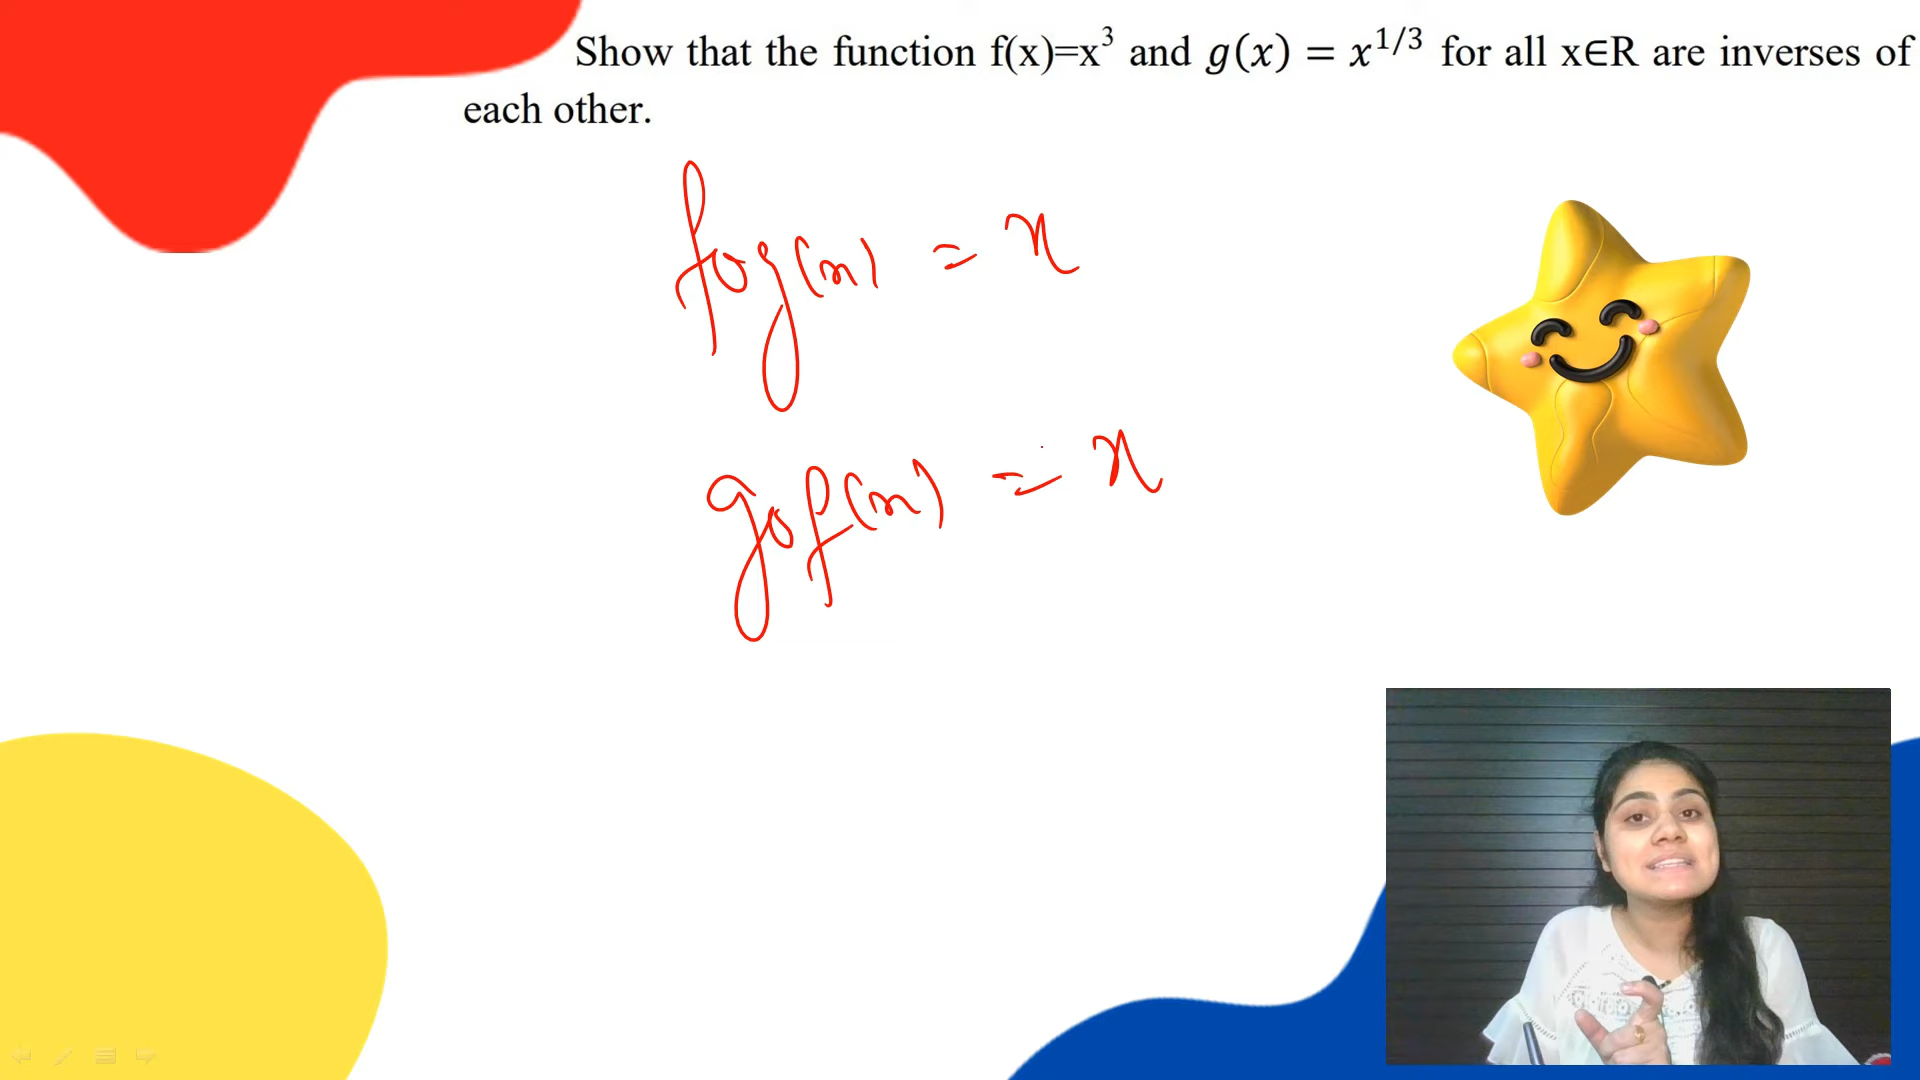 Show that the function f(x)=x³ and g(x) = x^{1/3} for all x∈R are inverses of
each other.
fog(x) = x
gof(x) = x